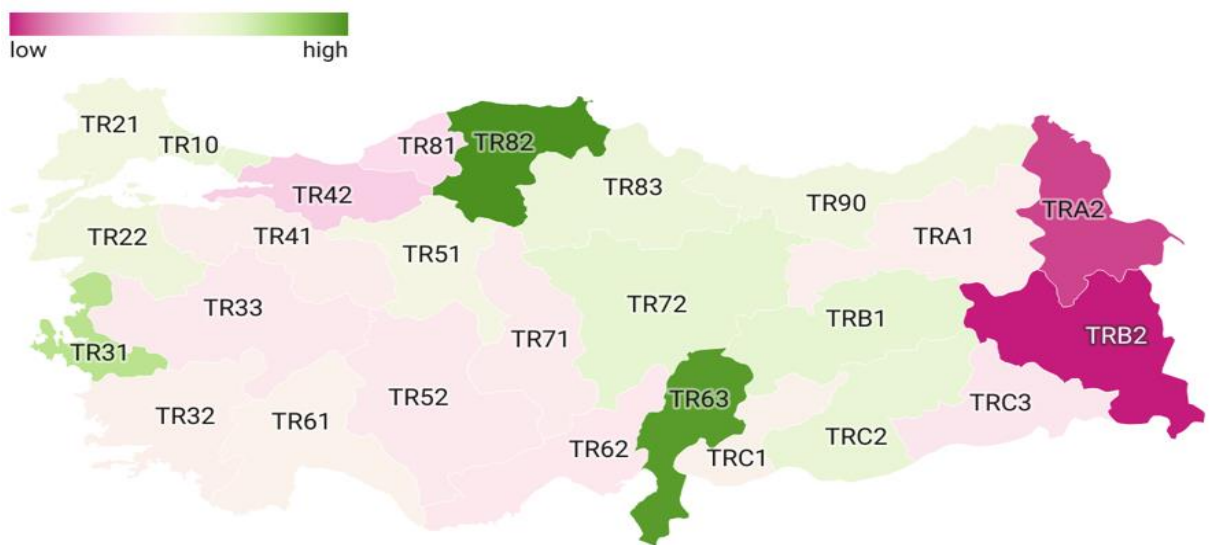 low high
TR21
TR10
TR81
TR82
TR42
TR83
TR90
TRA2
TR22
TR41
TR51
TRA1
TR33
TR72
TRB1
TRB2
TR31
TR71
TR32
TR61
TR52
TR63
TRC3
TR62
TRC1
TRC2